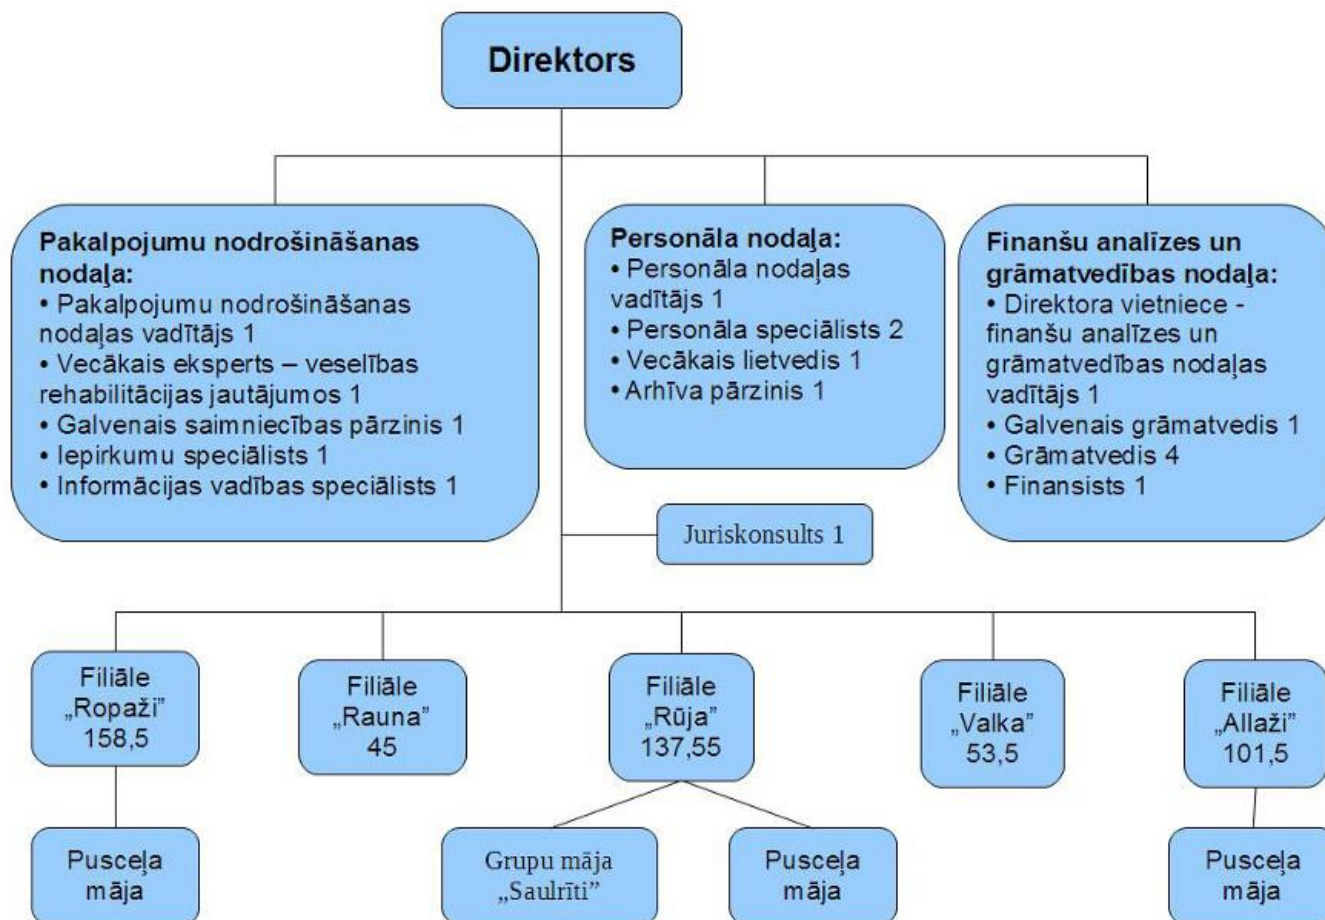 Direktors
Pakalpojumu nodrošināšanas
nodaļa:
• Pakalpojumu nodrošināšanas
nodaļas vadītājs 1
• Vecākais eksperts – veselības
rehabilitācijas jautājumos 1
• Galvenais saimniecības pārzinis 1
• Iepirkumu speciālists 1
• Informācijas vadības speciālists 1
Personāla nodaļa:
• Personāla nodaļas
vadītājs 1
• Personāla speciālists 2
• Vecākais lietvedis 1
• Arhīva pārzinis 1
Finanšu analīzes un
grāmatvedības nodaļa:
• Direktora vietniece -
finanšu analīzes un
grāmatvedības nodaļas
vadītājs 1
• Galvenais grāmatvedis 1
• Grāmatvedis 4
• Finansists 1
Juriskonsults 1
Filiāle
„Ropaži”
158,5
Filiāle
„Rauna”
45
Filiāle
„Rūja”
137,55
Filiāle
„Valka”
53,5
Filiāle
„Allaži”
101,5
Pusceļa
māja
Grupu māja
„Saulrīti”
Pusceļa
māja
Pusceļa
māja